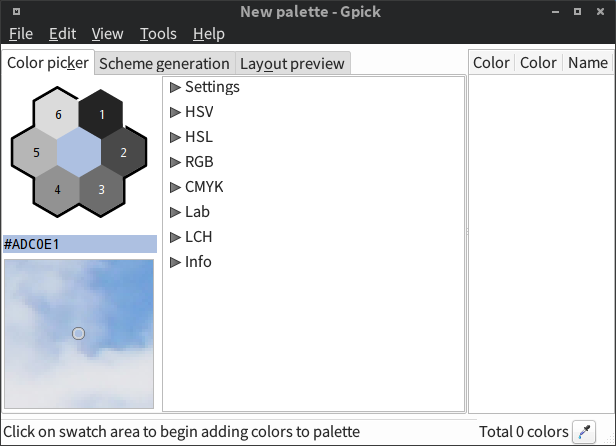 New palette - Gpick
File Edit View Tools Help
Color picker Scheme generation Layout preview
Color Color Name
6 1
5 2
4 3
#ADC0E1
Settings
HSV
HSL
RGB
CMYK
Lab
LCH
Info
Click on swatch area to begin adding colors to palette
Total 0 colors